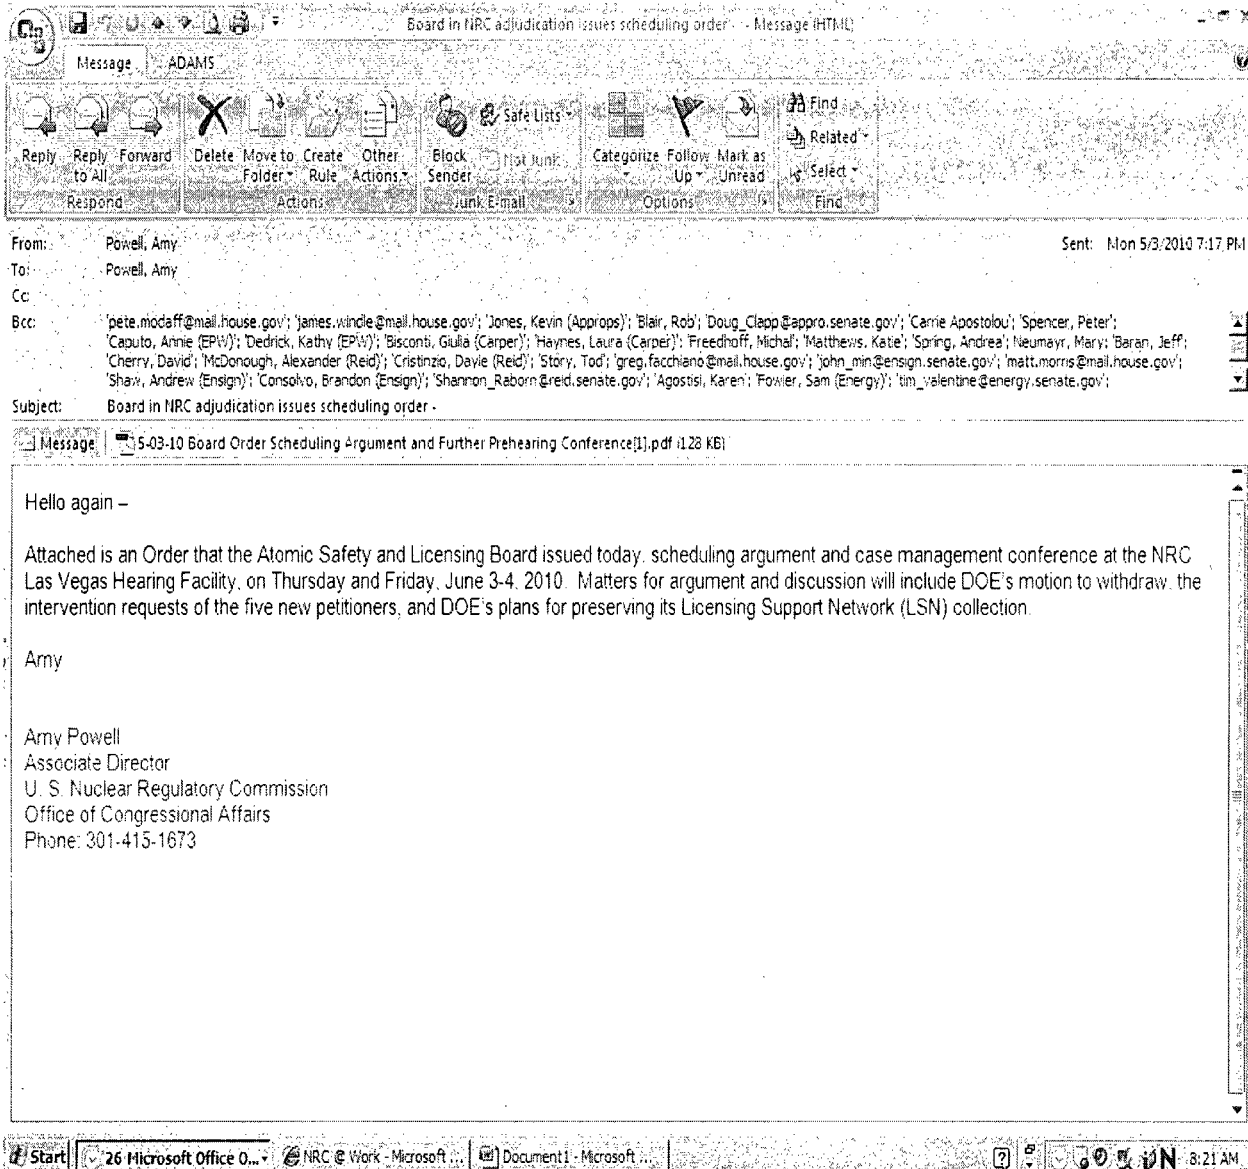 Board in NRC adjudication issues scheduling order - - Message (HTML)
Message ADAMS
Reply Reply to All Forward Delete Move to Folder Create Rule Other Actions Block Sender Safe Lists Not Junk Categorize Follow Up Mark as Unread Find Related Select
Respond Actions Junk E-mail Options Find
From: Powell, Amy Sent: Mon 5/3/2010 7:17 PM
To: Powell, Amy
Cc:
Bcc: 'pete.modaff@mail.house.gov'; 'james.windle@mail.house.gov'; 'Jones, Kevin (Approps)'; 'Blair, Rob'; 'Doug_Clapp@appro.senate.gov'; 'Carrie Apostolou'; 'Spencer, Peter';
'Caputo, Annie (EPW)'; 'Dedrick, Kathy (EPW)'; 'Bisconti, Giulia (Carper)'; 'Haynes, Laura (Carper)'; 'Freedhoff, Michal'; 'Matthews, Katie'; 'Spring, Andrea'; 'Neumayr, Mary; 'Baran, Jeff';
'Cherry, David'; 'McDonough, Alexander (Reid)'; 'Cristinzio, Dayle (Reid)'; 'Story, Tod'; 'greg.facchiano@mail.house.gov'; 'john_min@ensign.senate.gov'; 'matt.morris@mail.house.gov';
'Shaw, Andrew (Ensign)'; 'Consolvo, Brandon (Ensign)'; 'Shannon_Raborn@reid.senate.gov'; 'Agostisi, Karen'; 'Fowler, Sam (Energy)'; 'tim_valentine@energy.senate.gov';
Subject: Board in NRC adjudication issues scheduling order -
Message 5-03-10 Board Order Scheduling Argument and Further Prehearing Conference[1].pdf (128 KB)
Hello again –
Attached is an Order that the Atomic Safety and Licensing Board issued today, scheduling argument and case management conference at the NRC
Las Vegas Hearing Facility, on Thursday and Friday, June 3-4, 2010. Matters for argument and discussion will include DOE's motion to withdraw, the
intervention requests of the five new petitioners, and DOE's plans for preserving its Licensing Support Network (LSN) collection.
Amy
Amy Powell
Associate Director
U. S. Nuclear Regulatory Commission
Office of Congressional Affairs
Phone: 301-415-1673
Start 26 Microsoft Office O... NRC @ Work - Microsoft ... Document1 - Microsoft ... 8:21 AM